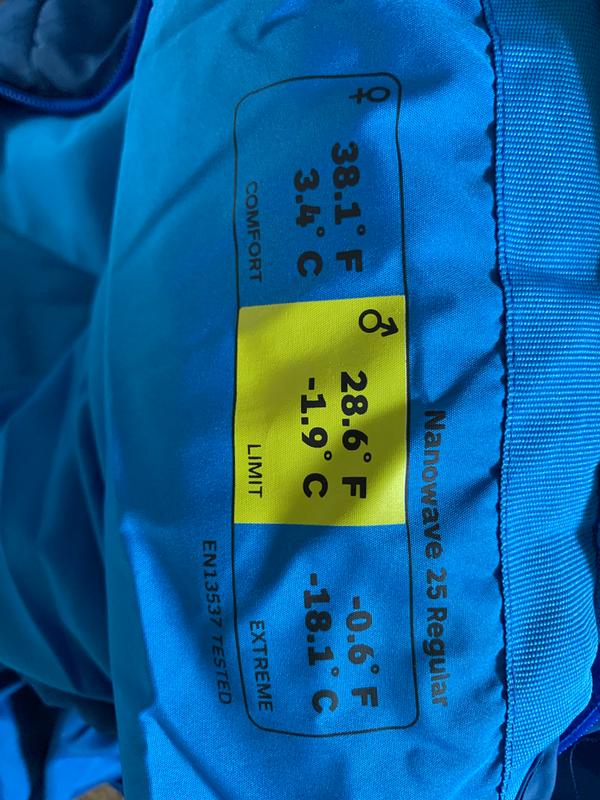 Nanowave 25 Regular
♀
38.1° F
3.4° C
COMFORT
♂
28.6° F
-1.9° C
LIMIT
-0.6° F
-18.1° C
EXTREME
EN13537 TESTED